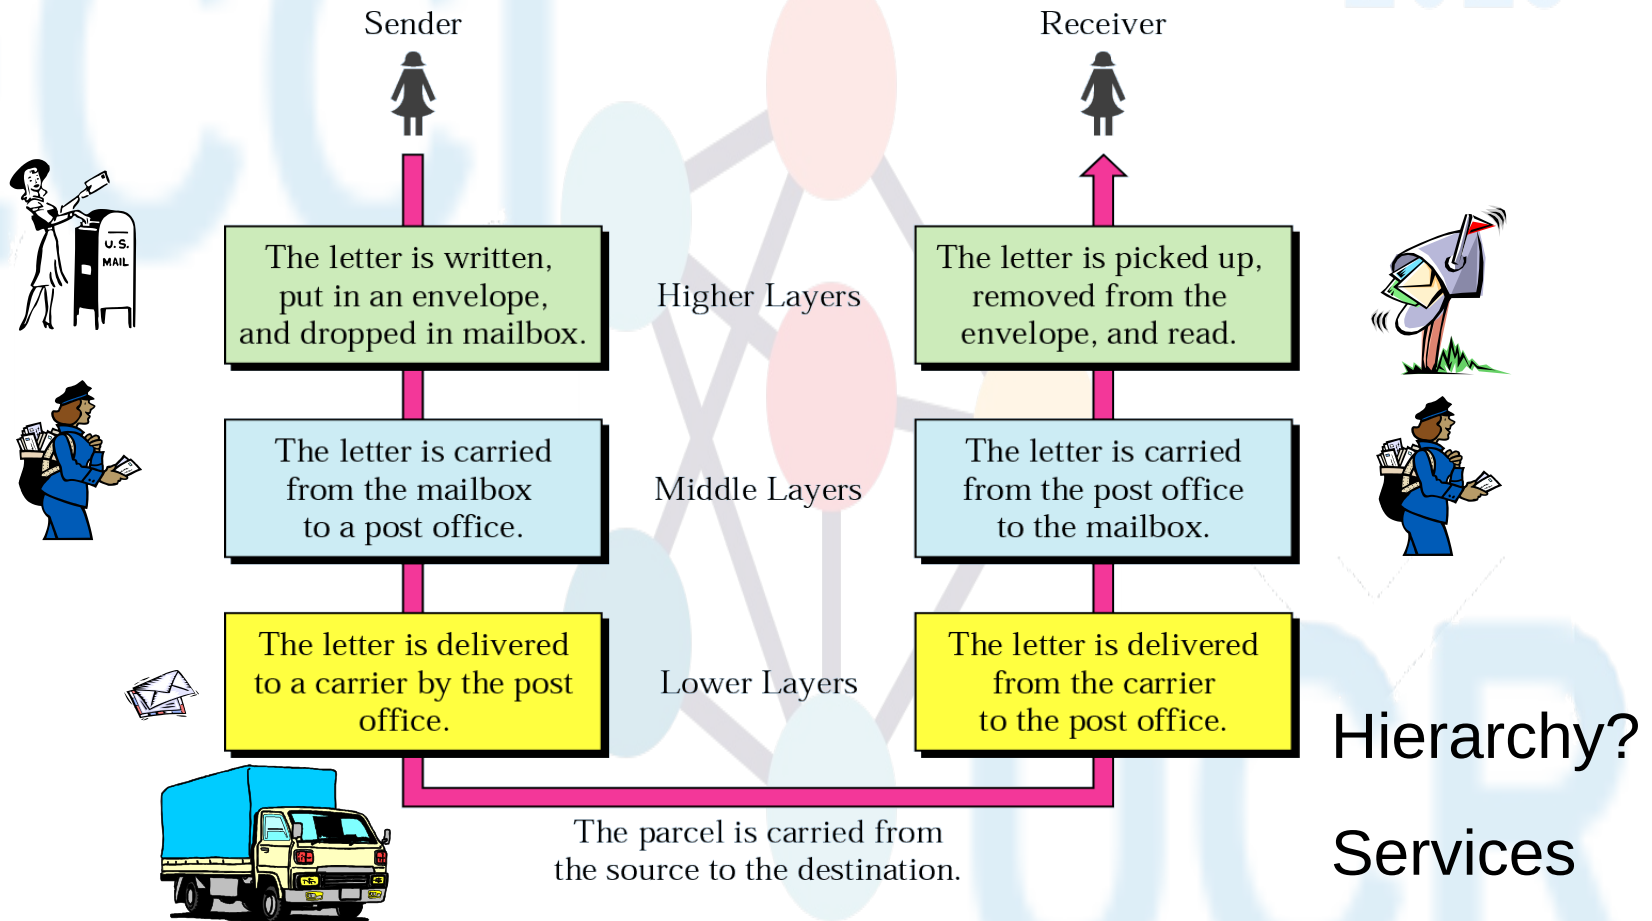 Sender
Receiver
U.S.
MAIL
The letter is written,
put in an envelope,
and dropped in mailbox.
Higher Layers
The letter is picked up,
removed from the
envelope, and read.
The letter is carried
from the mailbox
to a post office.
Middle Layers
The letter is carried
from the post office
to the mailbox.
The letter is delivered
to a carrier by the post
office.
Lower Layers
The letter is delivered
from the carrier
to the post office.
Hierarchy?
The parcel is carried from
the source to the destination.
Services
UCR